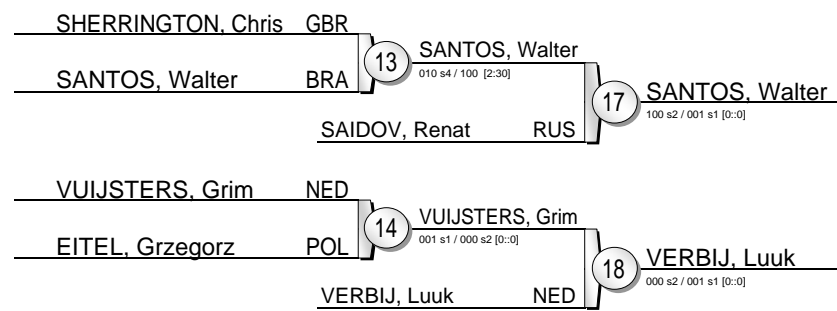 SHERRINGTON, Chris GBR
13
SANTOS, Walter
010 s4 / 100 [2:30]
SANTOS, Walter BRA
17
SANTOS, Walter
100 s2 / 001 s1 [0::0]
SAIDOV, Renat RUS
VUIJSTERS, Grim NED
14
VUIJSTERS, Grim
001 s1 / 000 s2 [0::0]
EITEL, Grzegorz POL
18
VERBIJ, Luuk
000 s2 / 001 s1 [0::0]
VERBIJ, Luuk NED